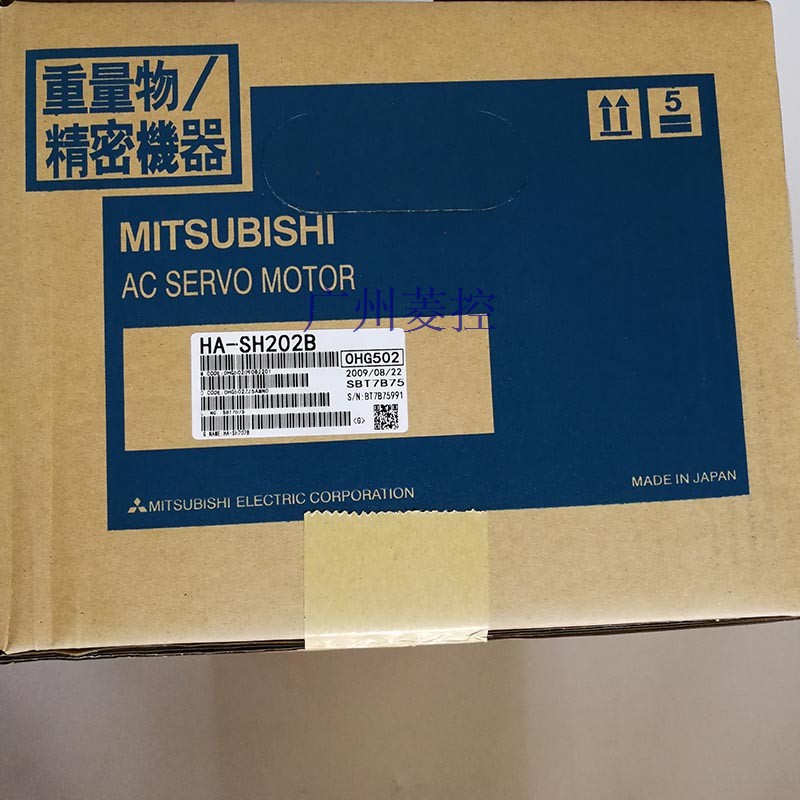 重量物/
精密機器
5
MITSUBISHI
AC SERVO MOTOR
广州菱控
HA-SH202B
OHG502
2009/08/22
SBT7B75
S/N:BT7B75991
<G>
MITSUBISHI ELECTRIC CORPORATION
MADE IN JAPAN